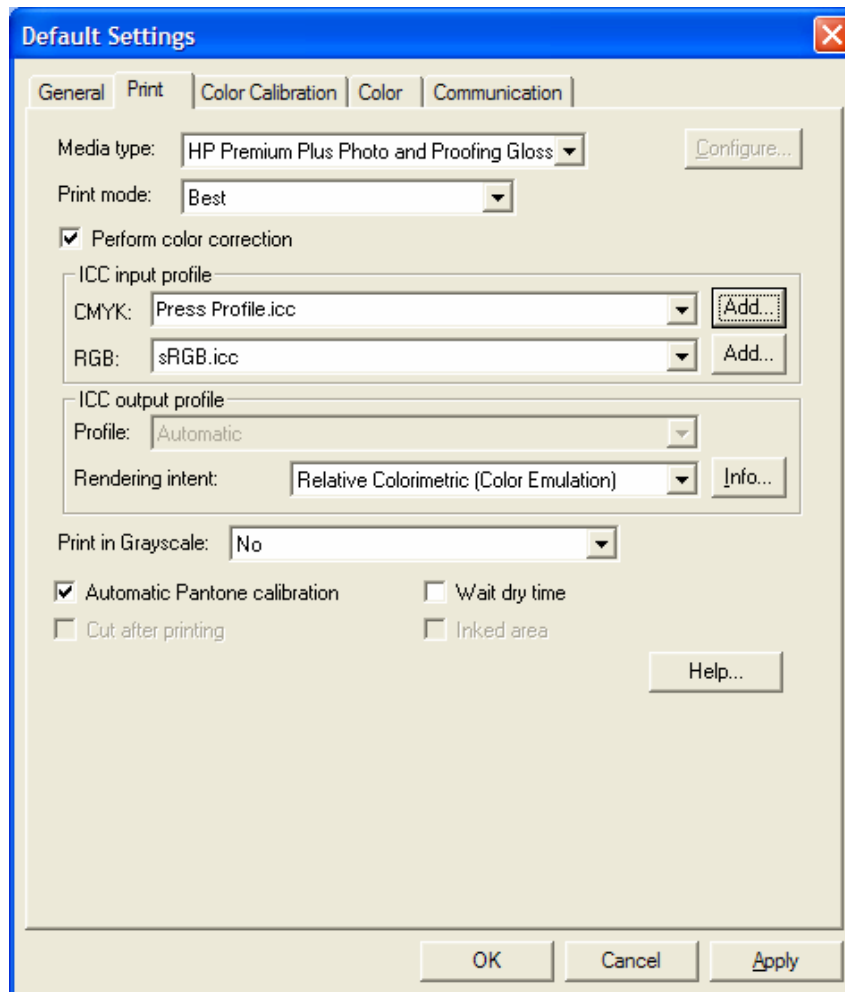 Default Settings
General Print Color Calibration Color Communication
Media type: HP Premium Plus Photo and Proofing Gloss Configure...
Print mode: Best
Perform color correction
ICC input profile
CMYK: Press Profile.icc Add...
RGB: sRGB.icc Add...
ICC output profile
Profile: Automatic
Rendering intent: Relative Colorimetric (Color Emulation) Info...
Print in Grayscale: No
Automatic Pantone calibration Wait dry time
Cut after printing Inked area
Help...
OK Cancel Apply